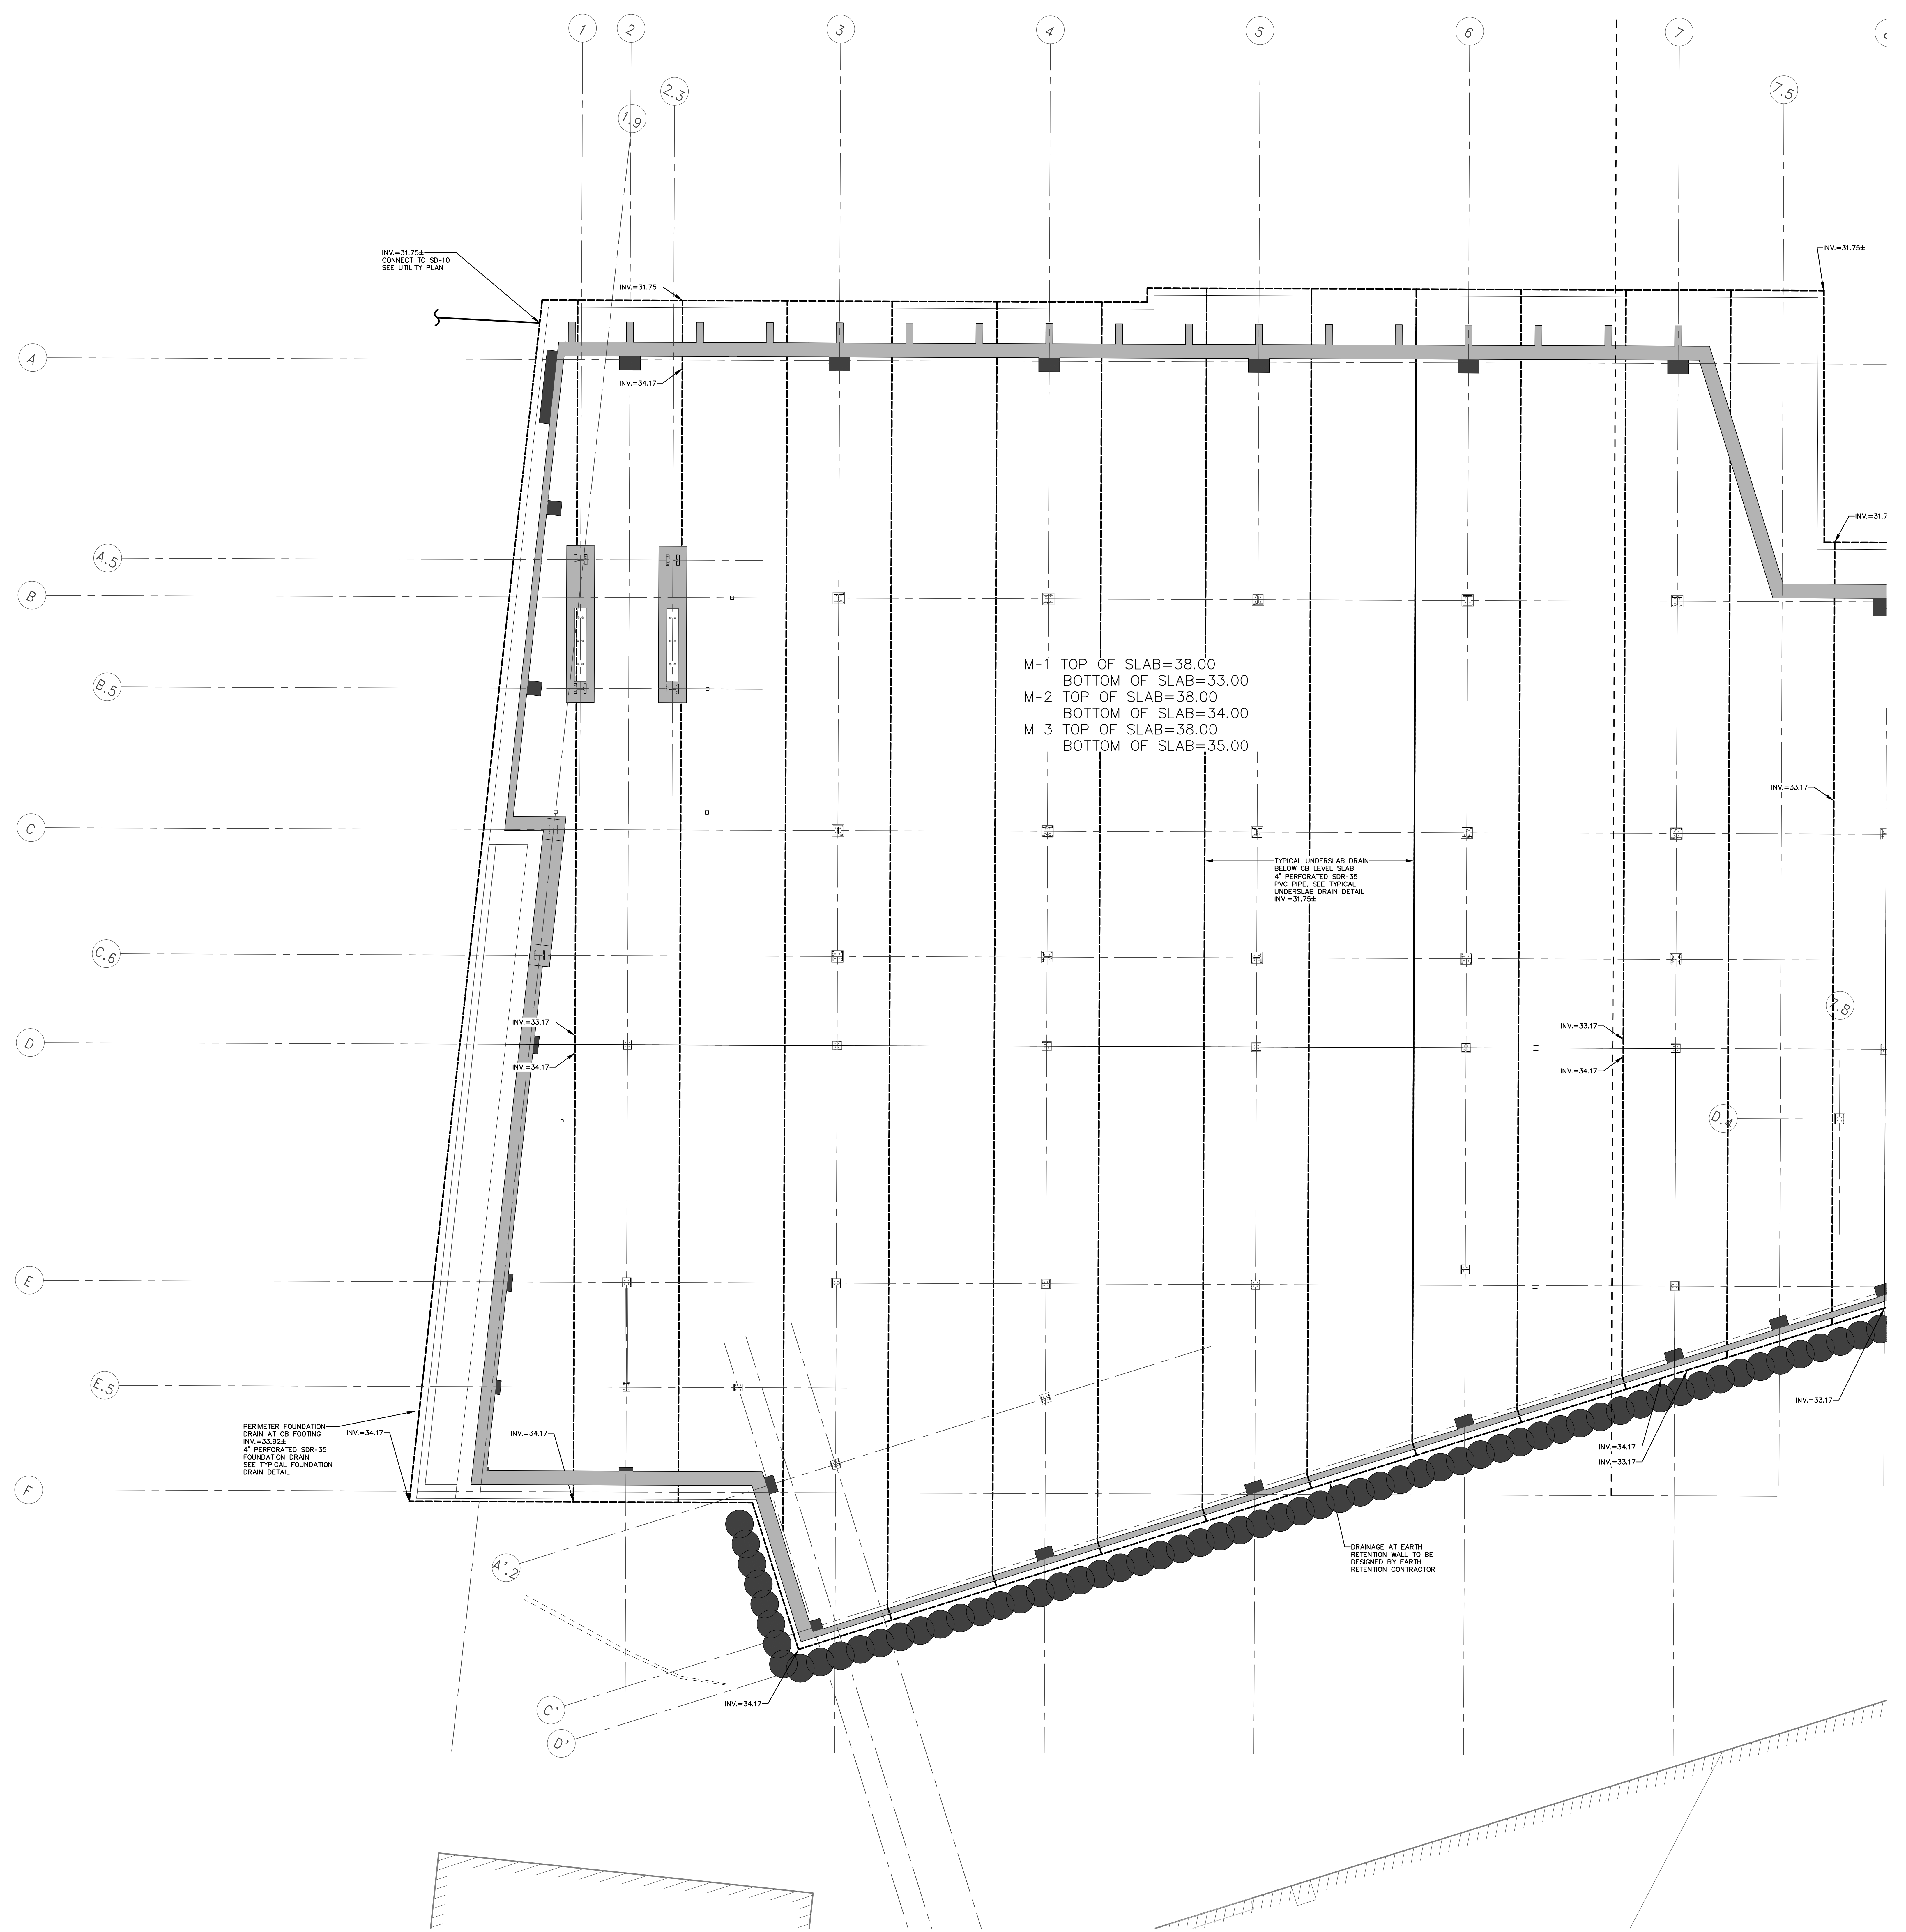 1
2
3
4
5
6
7
7.5
2.3
1.9
INV.=31.75±
CONNECT TO SD-10
SEE UTILITY PLAN
INV.=31.75
INV.=31.75±
A
INV.=34.17
INV.=31.7
A.5
B
B.5
M-1 TOP OF SLAB=38.00
BOTTOM OF SLAB=33.00
M-2 TOP OF SLAB=38.00
BOTTOM OF SLAB=34.00
M-3 TOP OF SLAB=38.00
BOTTOM OF SLAB=35.00
INV.=33.17
C
TYPICAL UNDERSLAB DRAIN
BELOW CB LEVEL SLAB
4" PERFORATED SDR-35
PVC PIPE, SEE TYPICAL
UNDERSLAB DRAIN DETAIL
INV.=31.75±
C.6
7.8
INV.=33.17
INV.=33.17
D
INV.=34.17
INV.=34.17
D.4
E
E.5
INV.=33.17
PERIMETER FOUNDATION
DRAIN AT CB FOOTING
INV.=33.92±
4" PERFORATED SDR-35
FOUNDATION DRAIN
SEE TYPICAL FOUNDATION
DRAIN DETAIL
INV.=34.17
INV.=34.17
INV.=34.17
INV.=33.17
F
DRAINAGE AT EARTH
RETENTION WALL TO BE
DESIGNED BY EARTH
RETENTION CONTRACTOR
A'.2
INV.=34.17
C'
D'